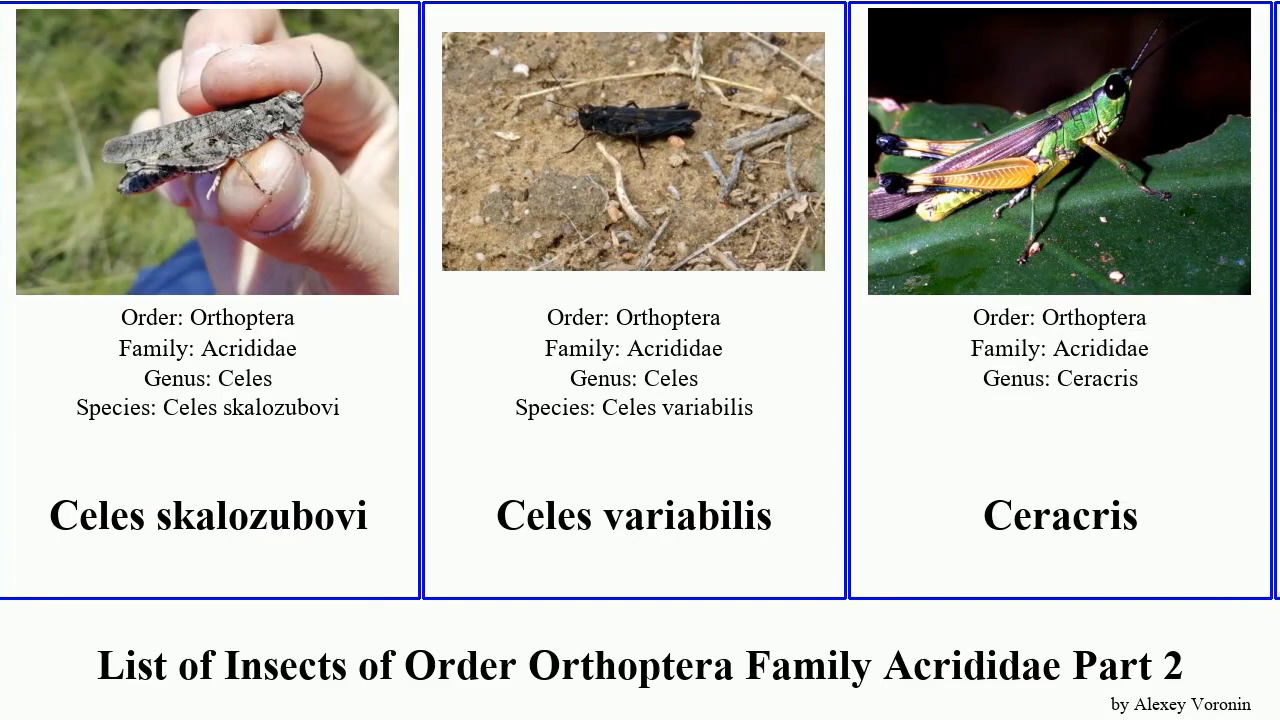 Order: Orthoptera
Family: Acrididae
Genus: Celes
Species: Celes skalozubovi
Celes skalozubovi
Order: Orthoptera
Family: Acrididae
Genus: Celes
Species: Celes variabilis
Celes variabilis
Order: Orthoptera
Family: Acrididae
Genus: Ceracris
Ceracris
List of Insects of Order Orthoptera Family Acrididae Part 2
by Alexey Voronin